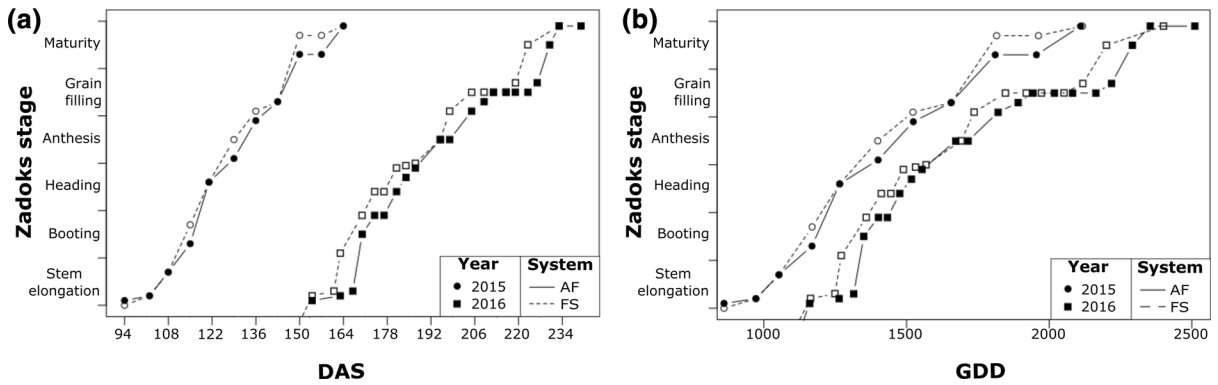 (a)
Zadoks stage
Maturity
Grain
filling
Anthesis
Heading
Booting
Stem
elongation
Year System
2015 AF
2016 FS
94 108 122 136 150 164 178 192 206 220 234
DAS
(b)
Zadoks stage
Maturity
Grain
filling
Anthesis
Heading
Booting
Stem
elongation
Year System
2015 AF
2016 FS
1000 1500 2000 2500
GDD